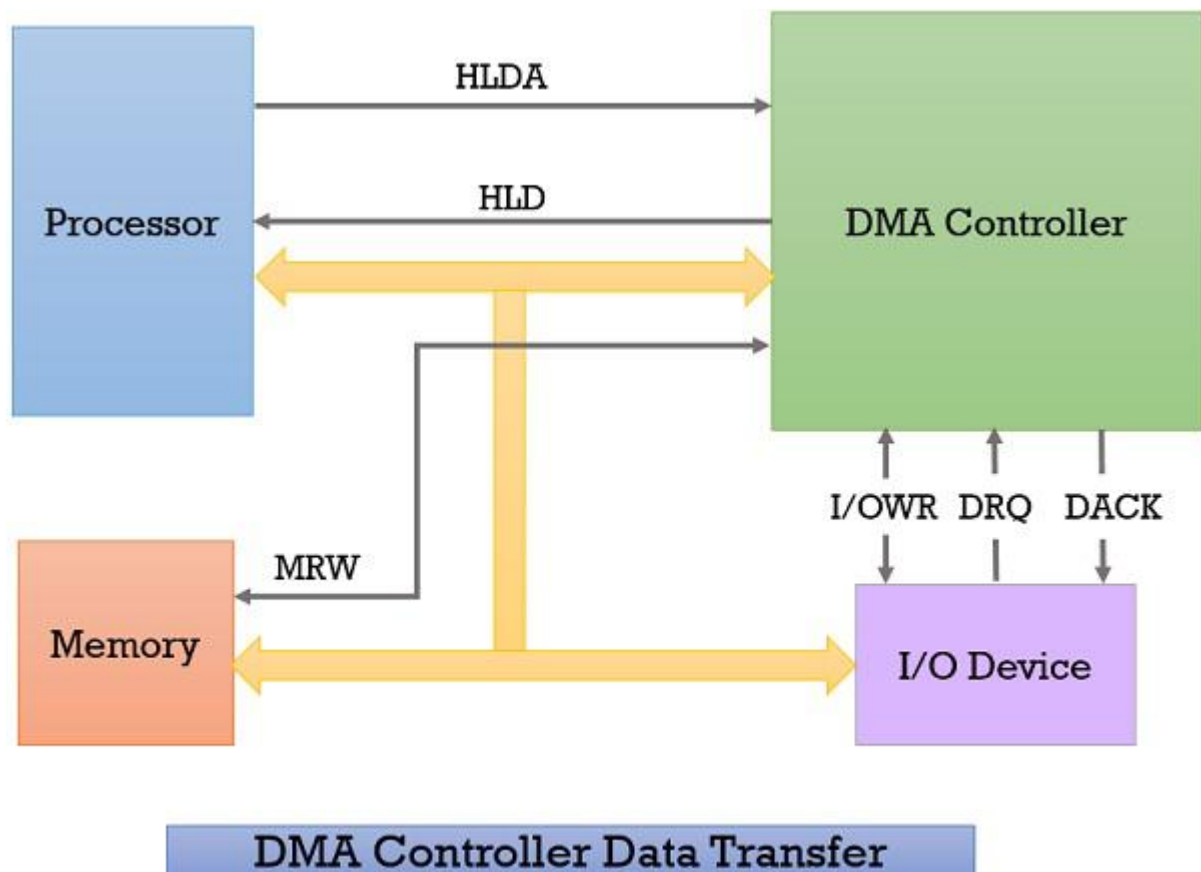 HLDA
HLD
Processor
DMA Controller
I/OWR DRQ DACK
MRW
Memory
I/O Device
DMA Controller Data Transfer